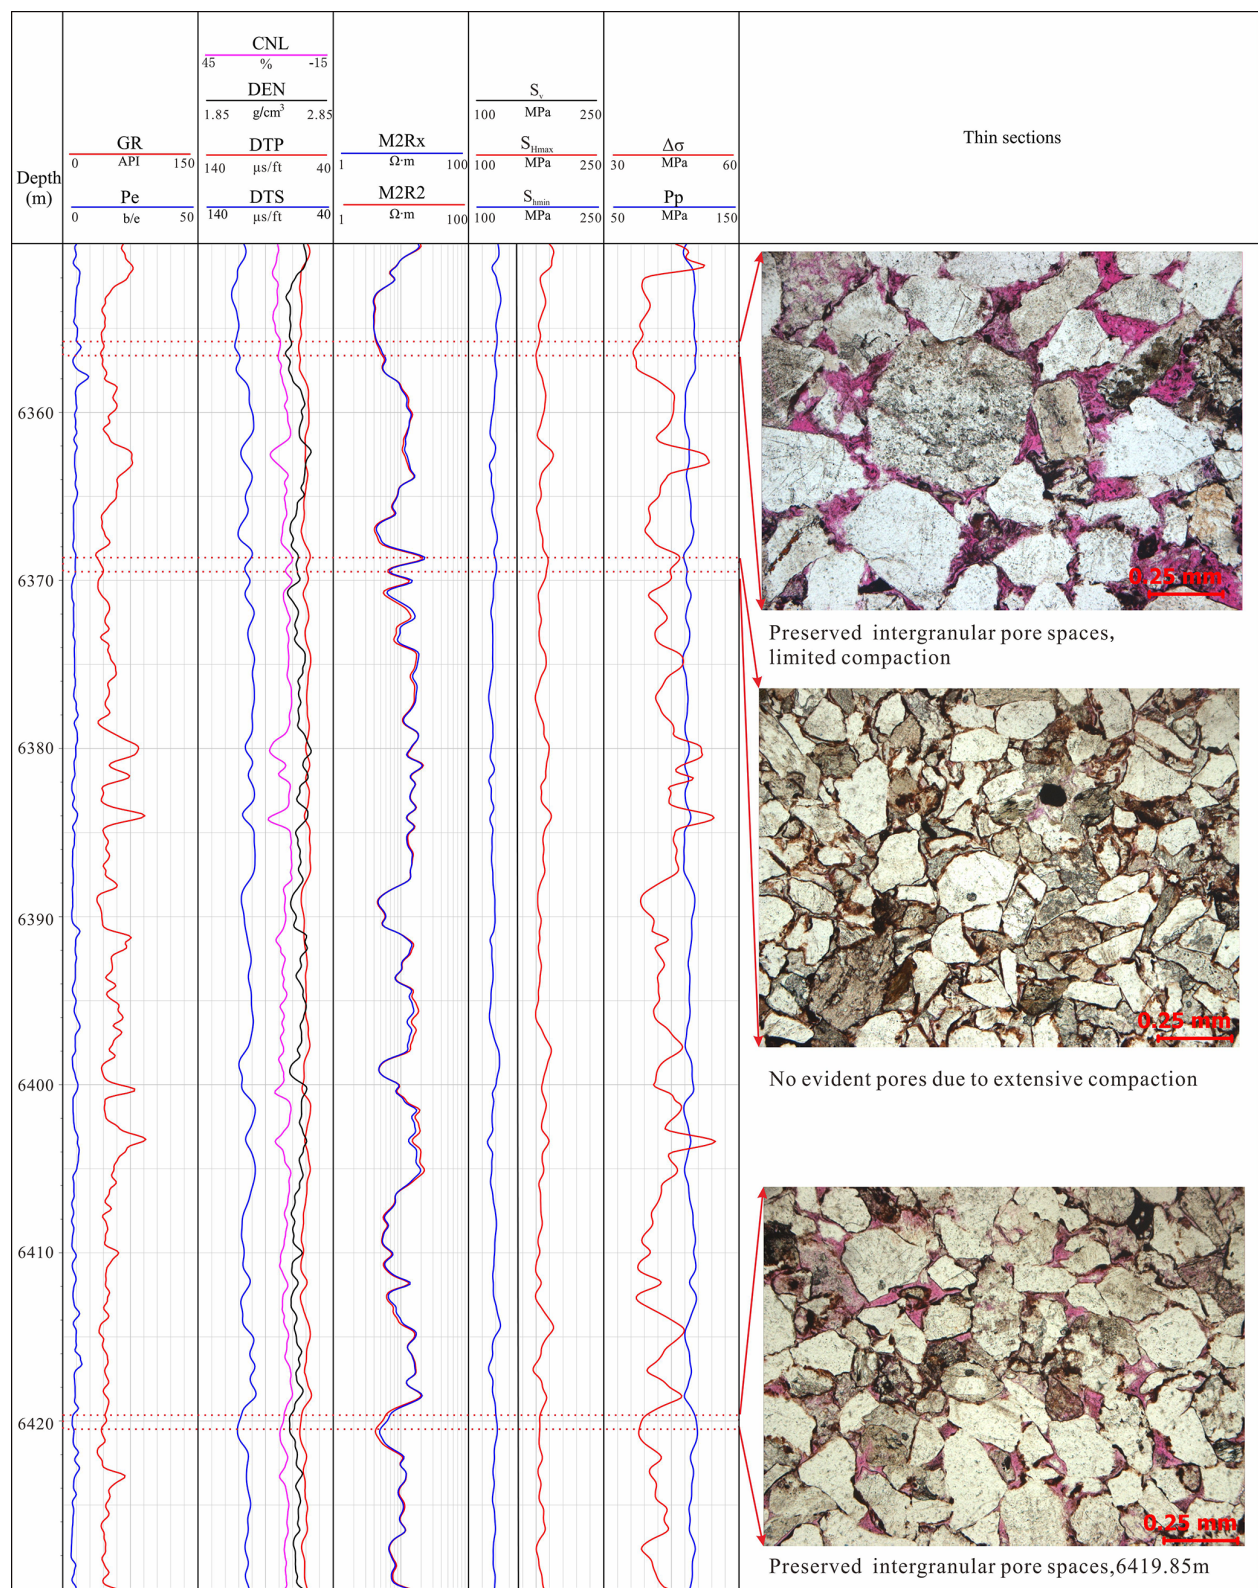 Depth
(m)
GR
0 API 150
Pe
0 b/e 50
CNL
45 % -15
DEN
1.85 g/cm³ 2.85
DTP
140 μs/ft 40
DTS
140 μs/ft 40
M2Rx
1 Ω·m 100
M2R2
1 Ω·m 100
Sv
100 MPa 250
SHmax
100 MPa 250
Shmin
100 MPa 250
Δσ
30 MPa 60
Pp
50 MPa 150
Thin sections
6360
6370
6380
6390
6400
6410
6420
0.25 mm
Preserved intergranular pore spaces,
limited compaction
0.25 mm
No evident pores due to extensive compaction
0.25 mm
Preserved intergranular pore spaces,6419.85m